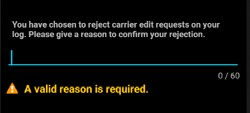 You have chosen to reject carrier edit requests on your
log. Please give a reason to confirm your rejection.
0 / 60
A valid reason is required.